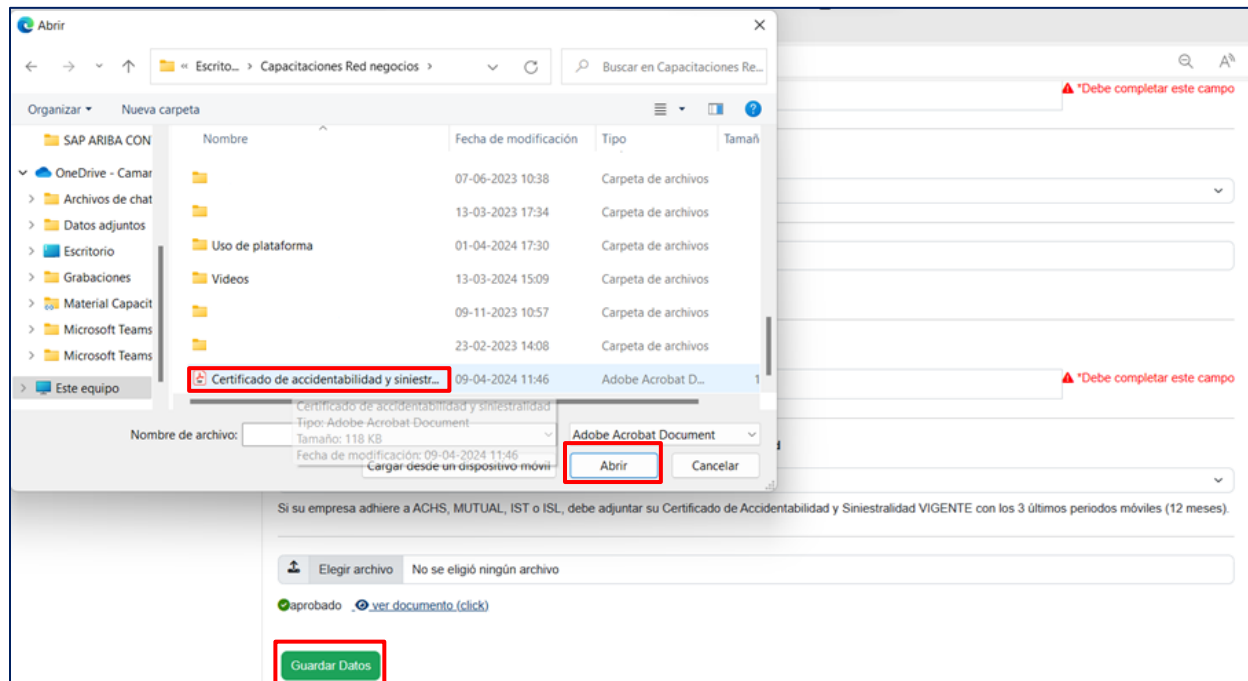 Abrir
« Escrito... > Capacitaciones Red negocios >
Buscar en Capacitaciones Re...
Organizar
Nueva carpeta
*Debe completar este campo
SAP ARIBA CON
Nombre
Fecha de modificación
Tipo
Tamañ
OneDrive - Camar
07-06-2023 10:38
Carpeta de archivos
Archivos de chat
13-03-2023 17:34
Carpeta de archivos
Datos adjuntos
Escritorio
Uso de plataforma
01-04-2024 17:30
Carpeta de archivos
Grabaciones
Videos
13-03-2024 15:09
Carpeta de archivos
Material Capacit
09-11-2023 10:57
Carpeta de archivos
Microsoft Teams
Microsoft Teams
23-02-2023 14:08
Carpeta de archivos
Este equipo
Certificado de accidentabilidad y siniestr...
09-04-2024 11:46
Adobe Acrobat D...
1
*Debe completar este campo
Certificado de accidentabilidad y siniestralidad
Tipo: Adobe Acrobat Document
Tamaño: 118 KB
Fecha de modificación: 09-04-2024 11:46
Nombre de archivo:
Adobe Acrobat Document
Cargar desde un dispositivo móvil
Abrir
Cancelar
Si su empresa adhiere a ACHS, MUTUAL, IST o ISL, debe adjuntar su Certificado de Accidentabilidad y Siniestralidad VIGENTE con los 3 últimos periodos móviles (12 meses).
Elegir archivo
No se eligió ningún archivo
aprobado
ver documento (click)
Guardar Datos